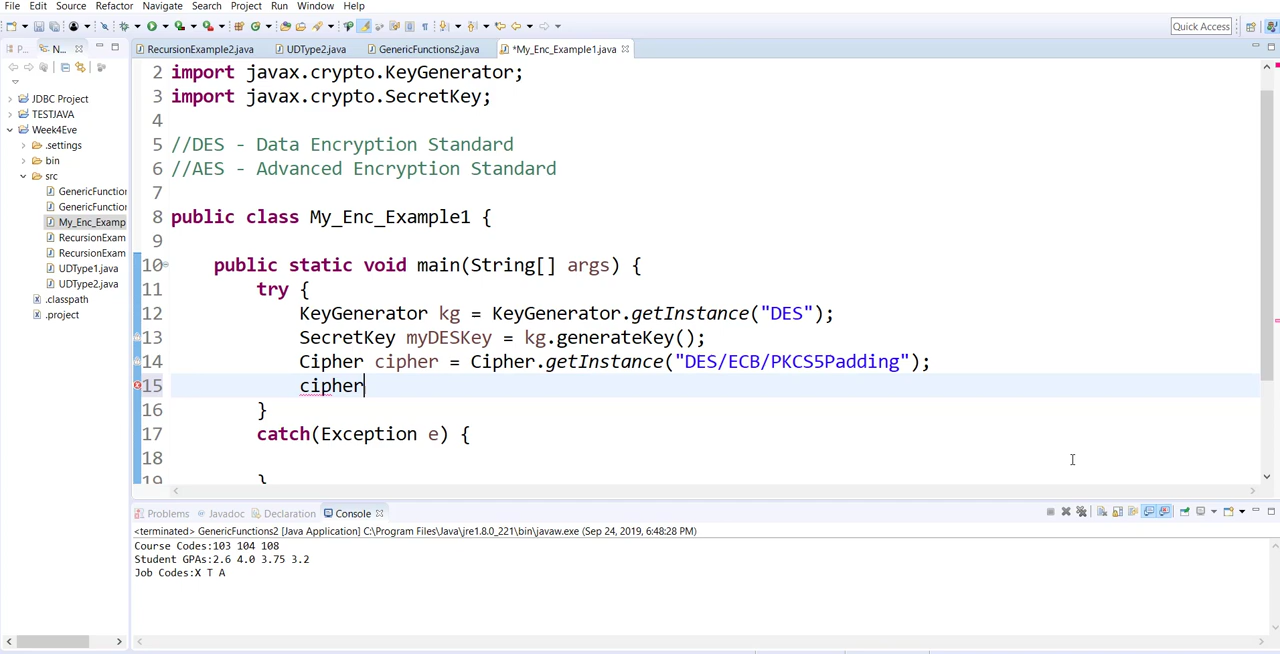 File Edit Source Refactor Navigate Search Project Run Window Help
Quick Access
P... N... RecursionExample2.java UDType2.java GenericFunctions2.java *My_Enc_Example1.java
JDBC Project
TESTJAVA
Week4Eve
.settings
bin
src
GenericFunction
GenericFunction
My_Enc_Examp
RecursionExam
RecursionExam
UDType1.java
UDType2.java
.classpath
.project
2 import javax.crypto.KeyGenerator;
3 import javax.crypto.SecretKey;
4
5 //DES - Data Encryption Standard
6 //AES - Advanced Encryption Standard
7
8 public class My_Enc_Example1 {
9
10 public static void main(String[] args) {
11 try {
12 KeyGenerator kg = KeyGenerator.getInstance("DES");
13 SecretKey myDESKey = kg.generateKey();
14 Cipher cipher = Cipher.getInstance("DES/ECB/PKCS5Padding");
15 cipher
16 }
17 catch(Exception e) {
18
19 }
Problems Javadoc Declaration Console
<terminated> GenericFunctions2 [Java Application] C:\Program Files\Java\jre1.8.0_221\bin\javaw.exe (Sep 24, 2019, 6:48:28 PM)
Course Codes:103 104 108
Student GPAs:2.6 4.0 3.75 3.2
Job Codes:X T A